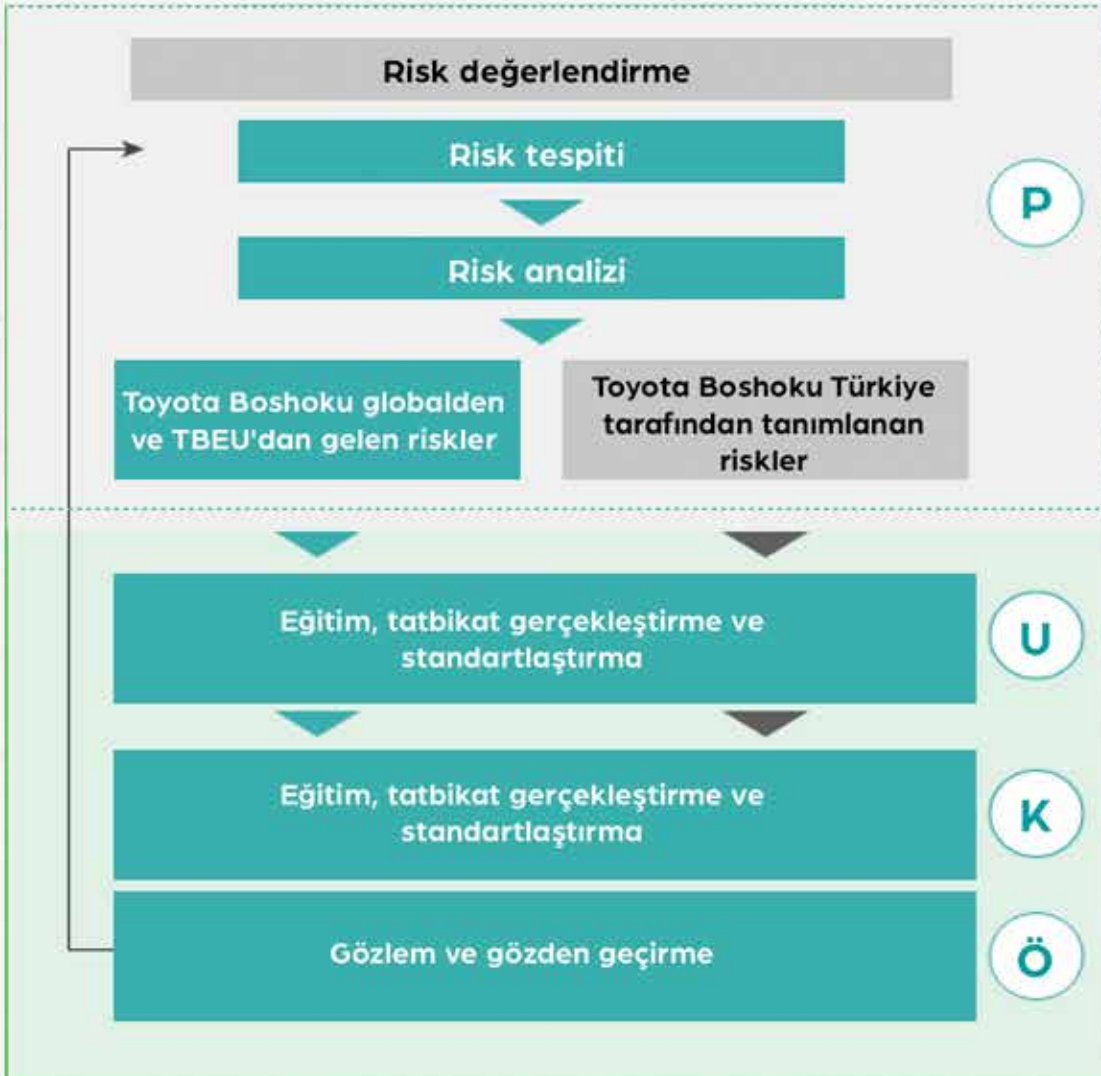 Risk değerlendirme
Risk tespiti
P
Risk analizi
Toyota Boshoku globalden
ve TBEU'dan gelen riskler
Toyota Boshoku Türkiye
tarafından tanımlanan
riskler
Eğitim, tatbikat gerçekleştirme ve
standartlaştırma
U
Eğitim, tatbikat gerçekleştirme ve
standartlaştırma
K
Gözlem ve gözden geçirme
Ö